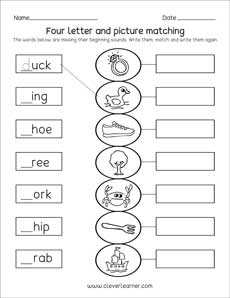 Name Date
Four letter and picture matching
The words below are missing their beginning sounds. Write them, match and write them again.
duck
__ing
__hoe
__ree
__ork
__hip
__rab
www.cleverlearner.com